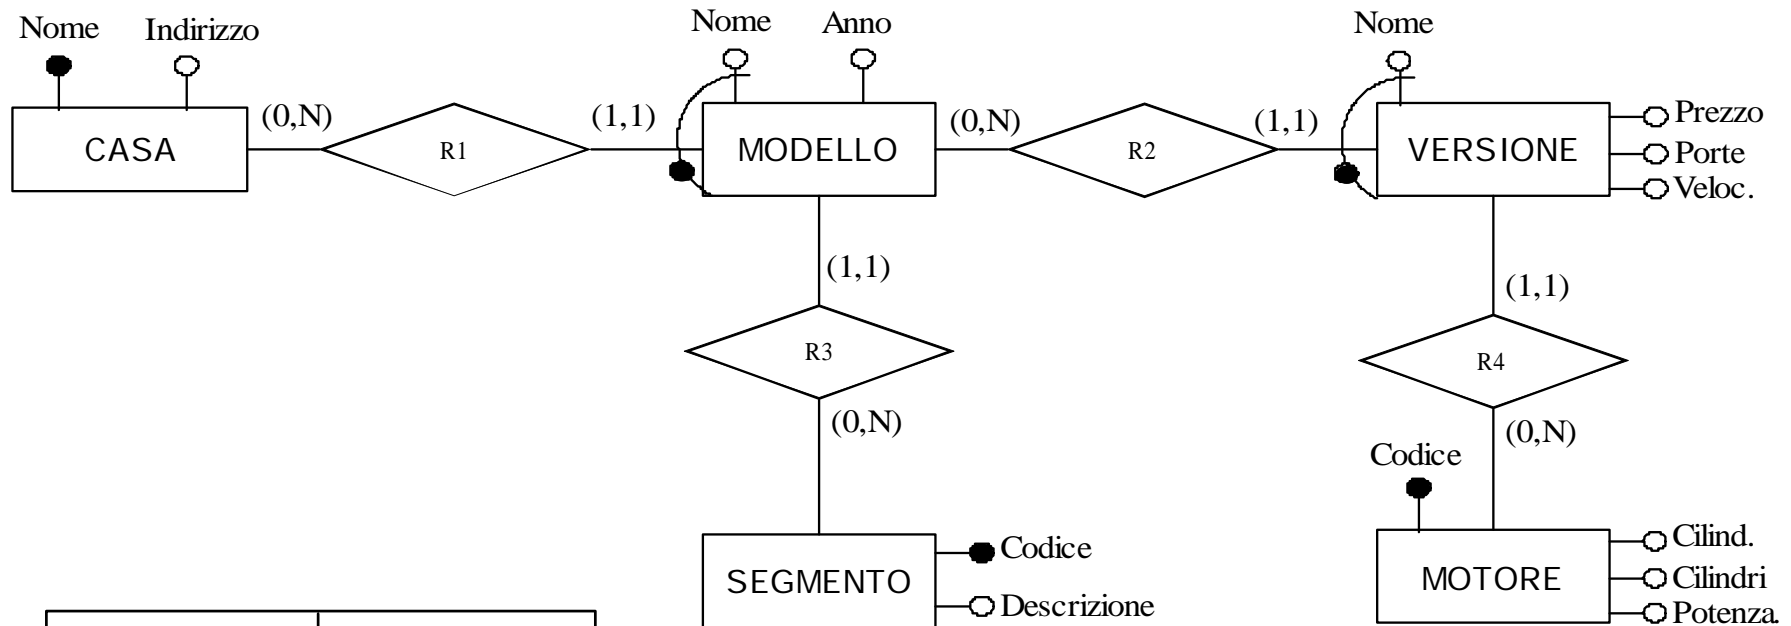 Nome Indirizzo Nome Anno Nome
(0,N) (1,1) (0,N) (1,1) Prezzo
CASA R1 MODELLO R2 VERSIONE Porte
Veloc.
(1,1) (1,1)
R3 R4
(0,N) (0,N)
Codice
Codice Cilind.
SEGMENTO MOTORE Cilindri
Descrizione Potenza.